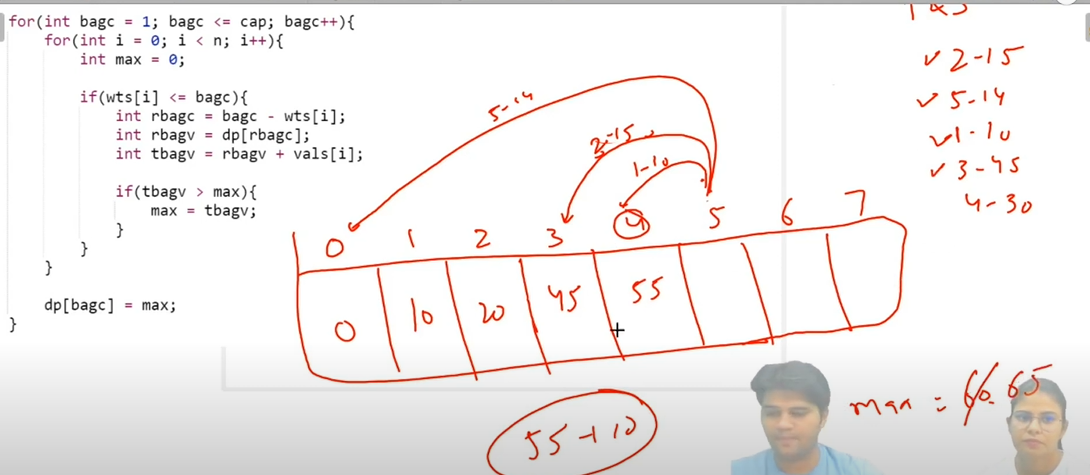 for(int bagc = 1; bagc <= cap; bagc++){
for(int i = 0; i < n; i++){
int max = 0;
if(wts[i] <= bagc){
int rbagc = bagc - wts[i];
int rbagv = dp[rbagc];
int tbagv = rbagv + vals[i];
if(tbagv > max){
max = tbagv;
}
}
}
dp[bagc] = max;
}
2-15
5-14
1-10
3-45
4-30
5-14
2-15
1-10
0 1 2 3 4 5 6 7
0 10 20 45 55
55+10
max = 60 65